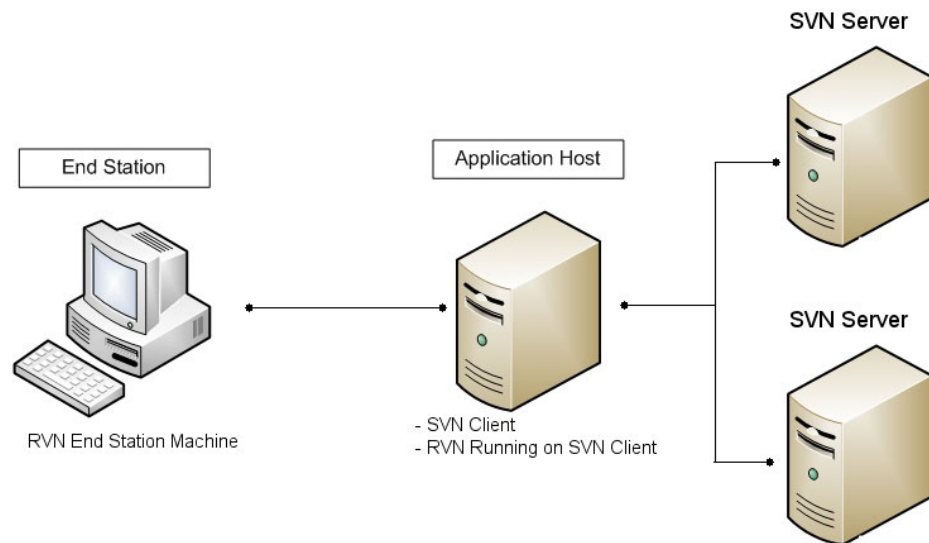 SVN Server
End Station
Application Host
SVN Server
RVN End Station Machine
- SVN Client
- RVN Running on SVN Client